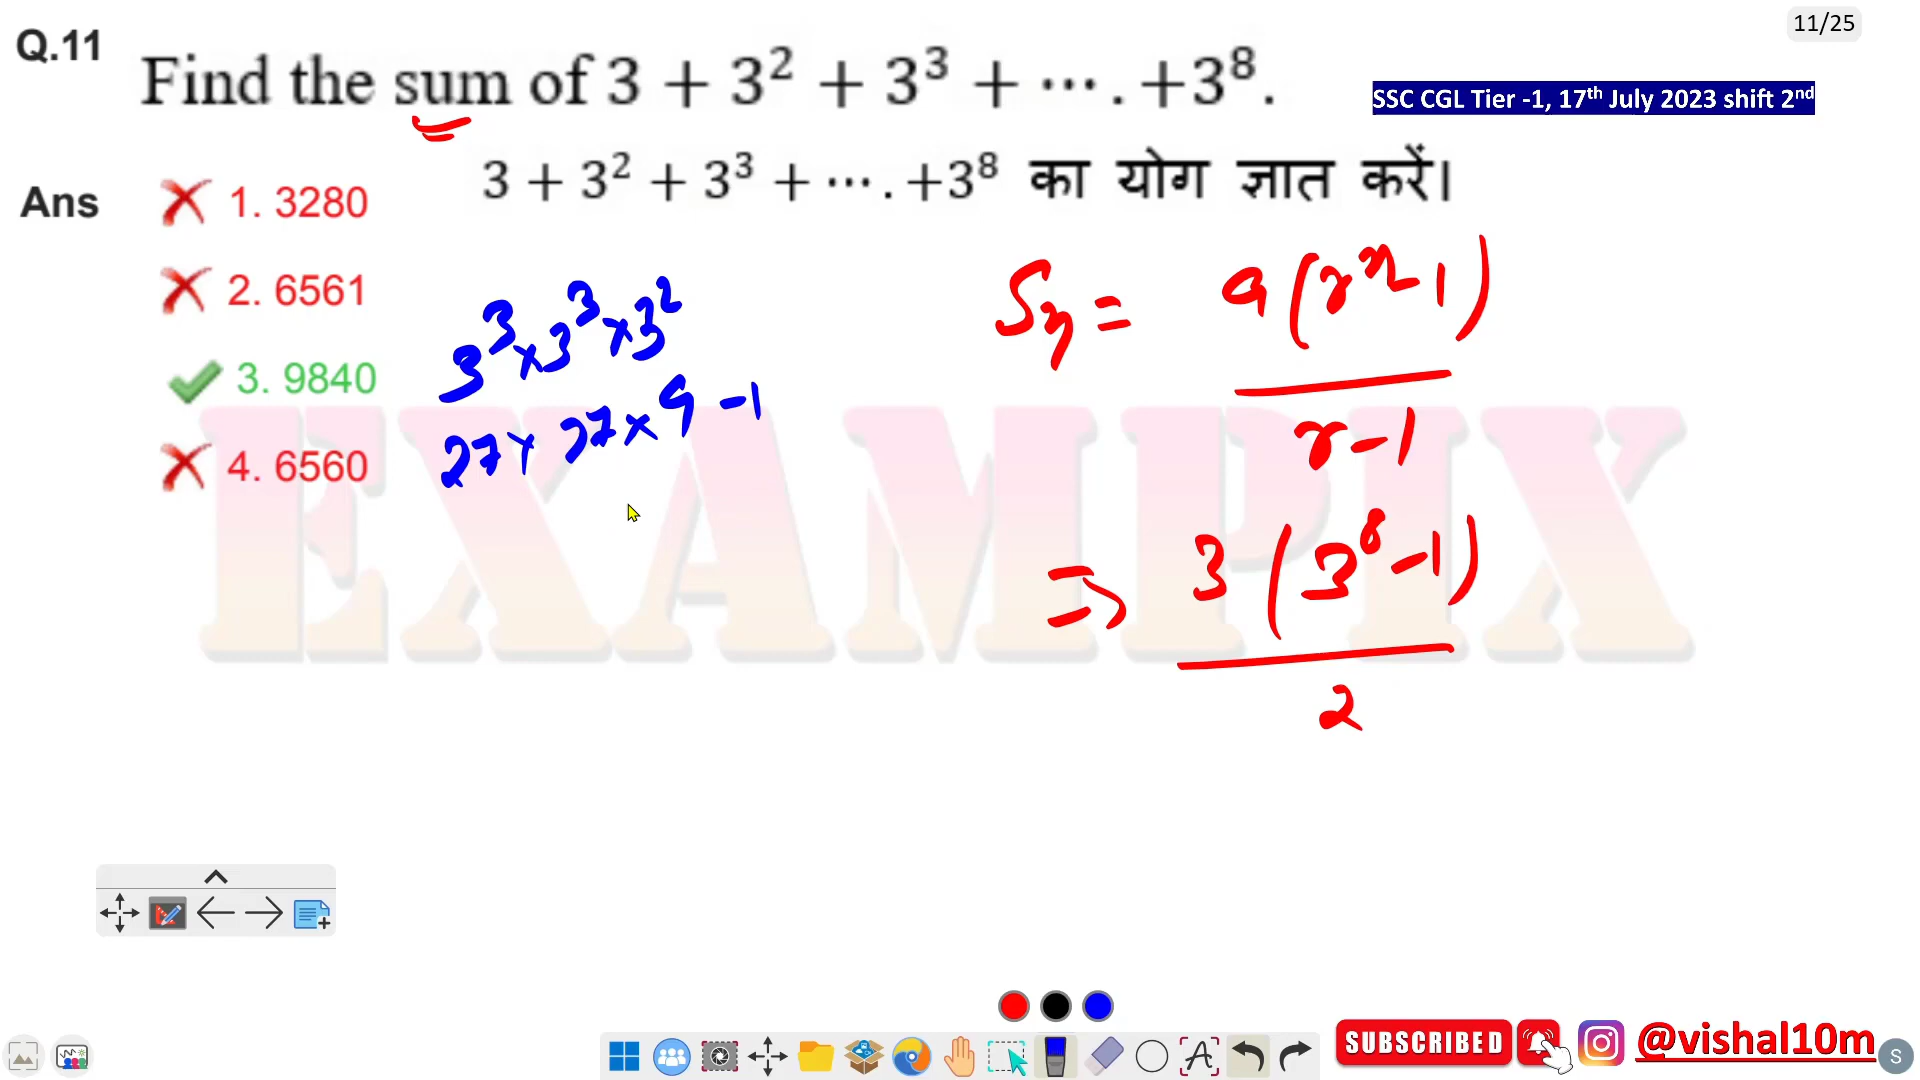 11/25
Q.11
Find the sum of 3 + 3² + 3³ + ⋯. +3⁸.
SSC CGL Tier -1, 17th July 2023 shift 2nd
3 + 3² + 3³ + ⋯. +3⁸ का योग ज्ञात करें।
Ans
1. 3280
2. 6561
3. 9840
4. 6560
3³ × 3³ × 3²
27 × 27 × 9 - 1
Sn = a(rⁿ - 1)
r - 1
⇒ 3(3⁸ - 1)
2
EXAMPIX
SUBSCRIBED
@vishal10m
S